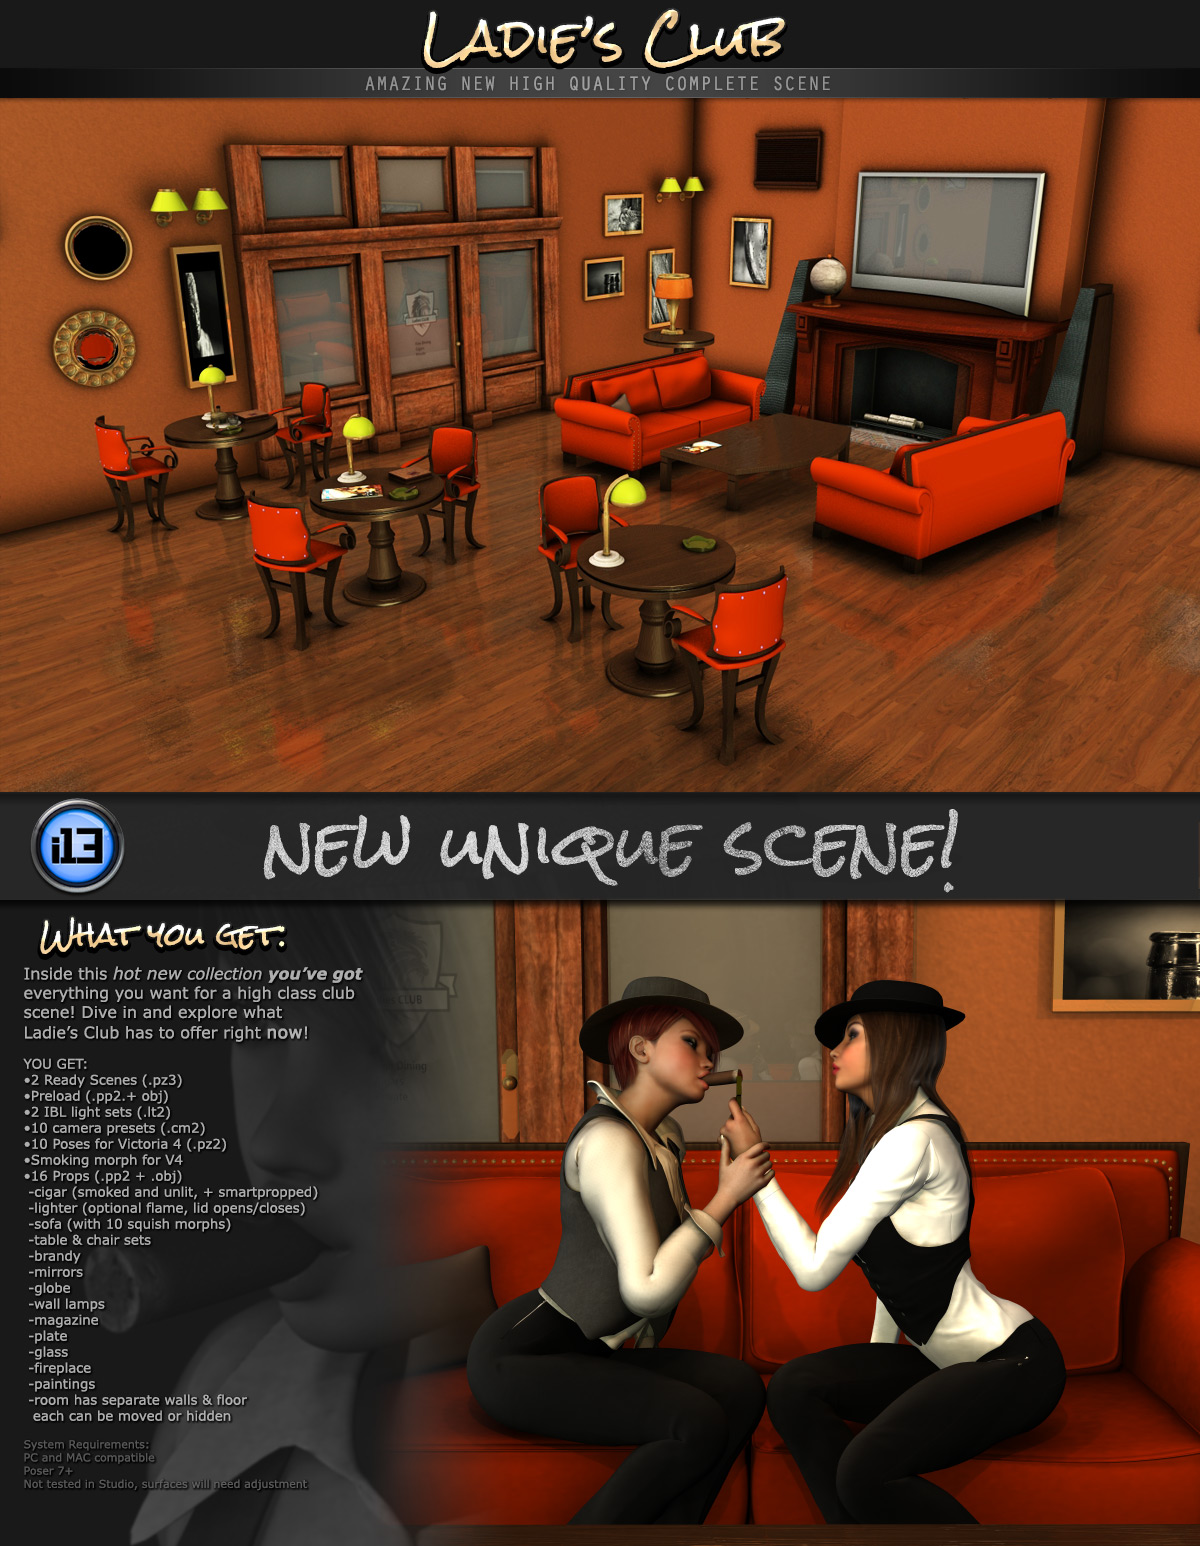 Ladie's Club
AMAZING NEW HIGH QUALITY COMPLETE SCENE
i13
NEW UNIQUE SCENE!
WHAT YOU GET:
Inside this hot new collection you've got
everything you want for a high class club
scene! Dive in and explore what
Ladie's Club has to offer right now!
YOU GET:
•2 Ready Scenes (.pz3)
•Preload (.pp2.+ obj)
•2 IBL light sets (.lt2)
•10 camera presets (.cm2)
•10 Poses for Victoria 4 (.pz2)
•Smoking morph for V4
•16 Props (.pp2 + .obj)
-cigar (smoked and unlit, + smartpropped)
-lighter (optional flame, lid opens/closes)
-sofa (with 10 squish morphs)
-table & chair sets
-brandy
-mirrors
-globe
-wall lamps
-magazine
-plate
-glass
-fireplace
-paintings
-room has separate walls & floor
each can be moved or hidden
System Requirements:
PC and MAC compatible
Poser 7+
Not tested in Studio, surfaces will need adjustment
CLUB